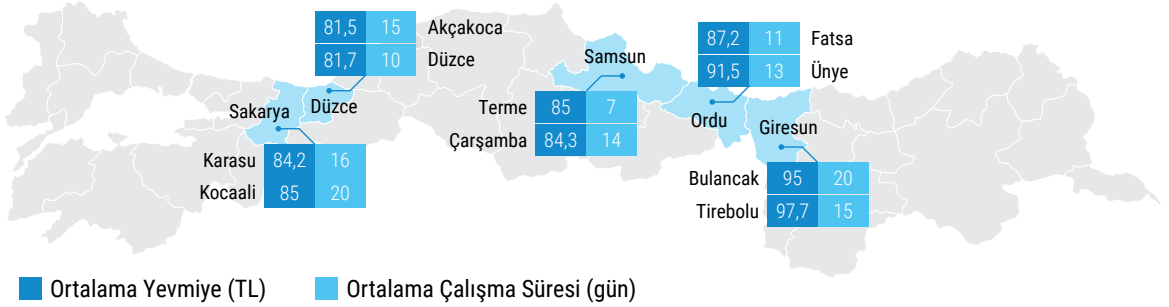 81,5 15 Akçakoca
81,7 10 Düzce
Düzce
Sakarya
Karasu 84,2 16
Kocaali 85 20
Samsun
Terme 85 7
Çarşamba 84,3 14
87,2 11 Fatsa
91,5 13 Ünye
Ordu
Giresun
Bulancak 95 20
Tirebolu 97,7 15
Ortalama Yevmiye (TL)
Ortalama Çalışma Süresi (gün)